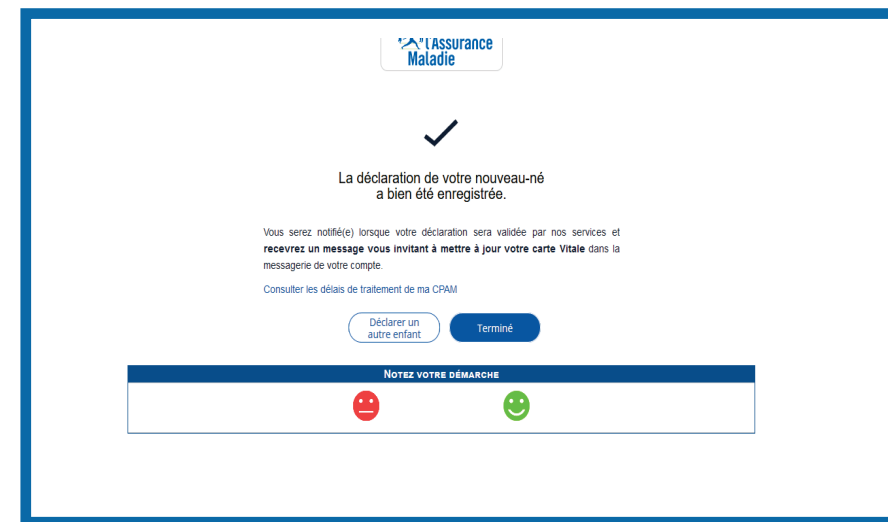 l'Assurance
Maladie
La déclaration de votre nouveau-né
a bien été enregistrée.
Vous serez notifié(e) lorsque votre déclaration sera validée par nos services et
recevrez un message vous invitant à mettre à jour votre carte Vitale dans la
messagerie de votre compte.
Consulter les délais de traitement de ma CPAM
Déclarer un
autre enfant
Terminé
NOTEZ VOTRE DÉMARCHE